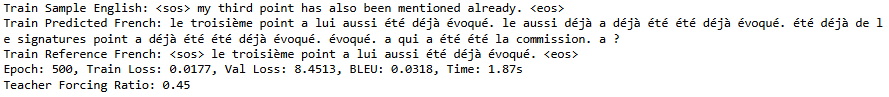 Train Sample English: <sos> my third point has also been mentioned already. <eos>
Train Predicted French: le troisième point a lui aussi été déjà évoqué. le aussi déjà a déjà été été déjà évoqué. été déjà de l
e signatures point a déjà été été déjà évoqué. évoqué. a qui a été été la commission. a ?
Train Reference French: <sos> le troisième point a lui aussi été déjà évoqué. <eos>
Epoch: 500, Train Loss: 0.0177, Val Loss: 8.4513, BLEU: 0.0318, Time: 1.87s
Teacher Forcing Ratio: 0.45